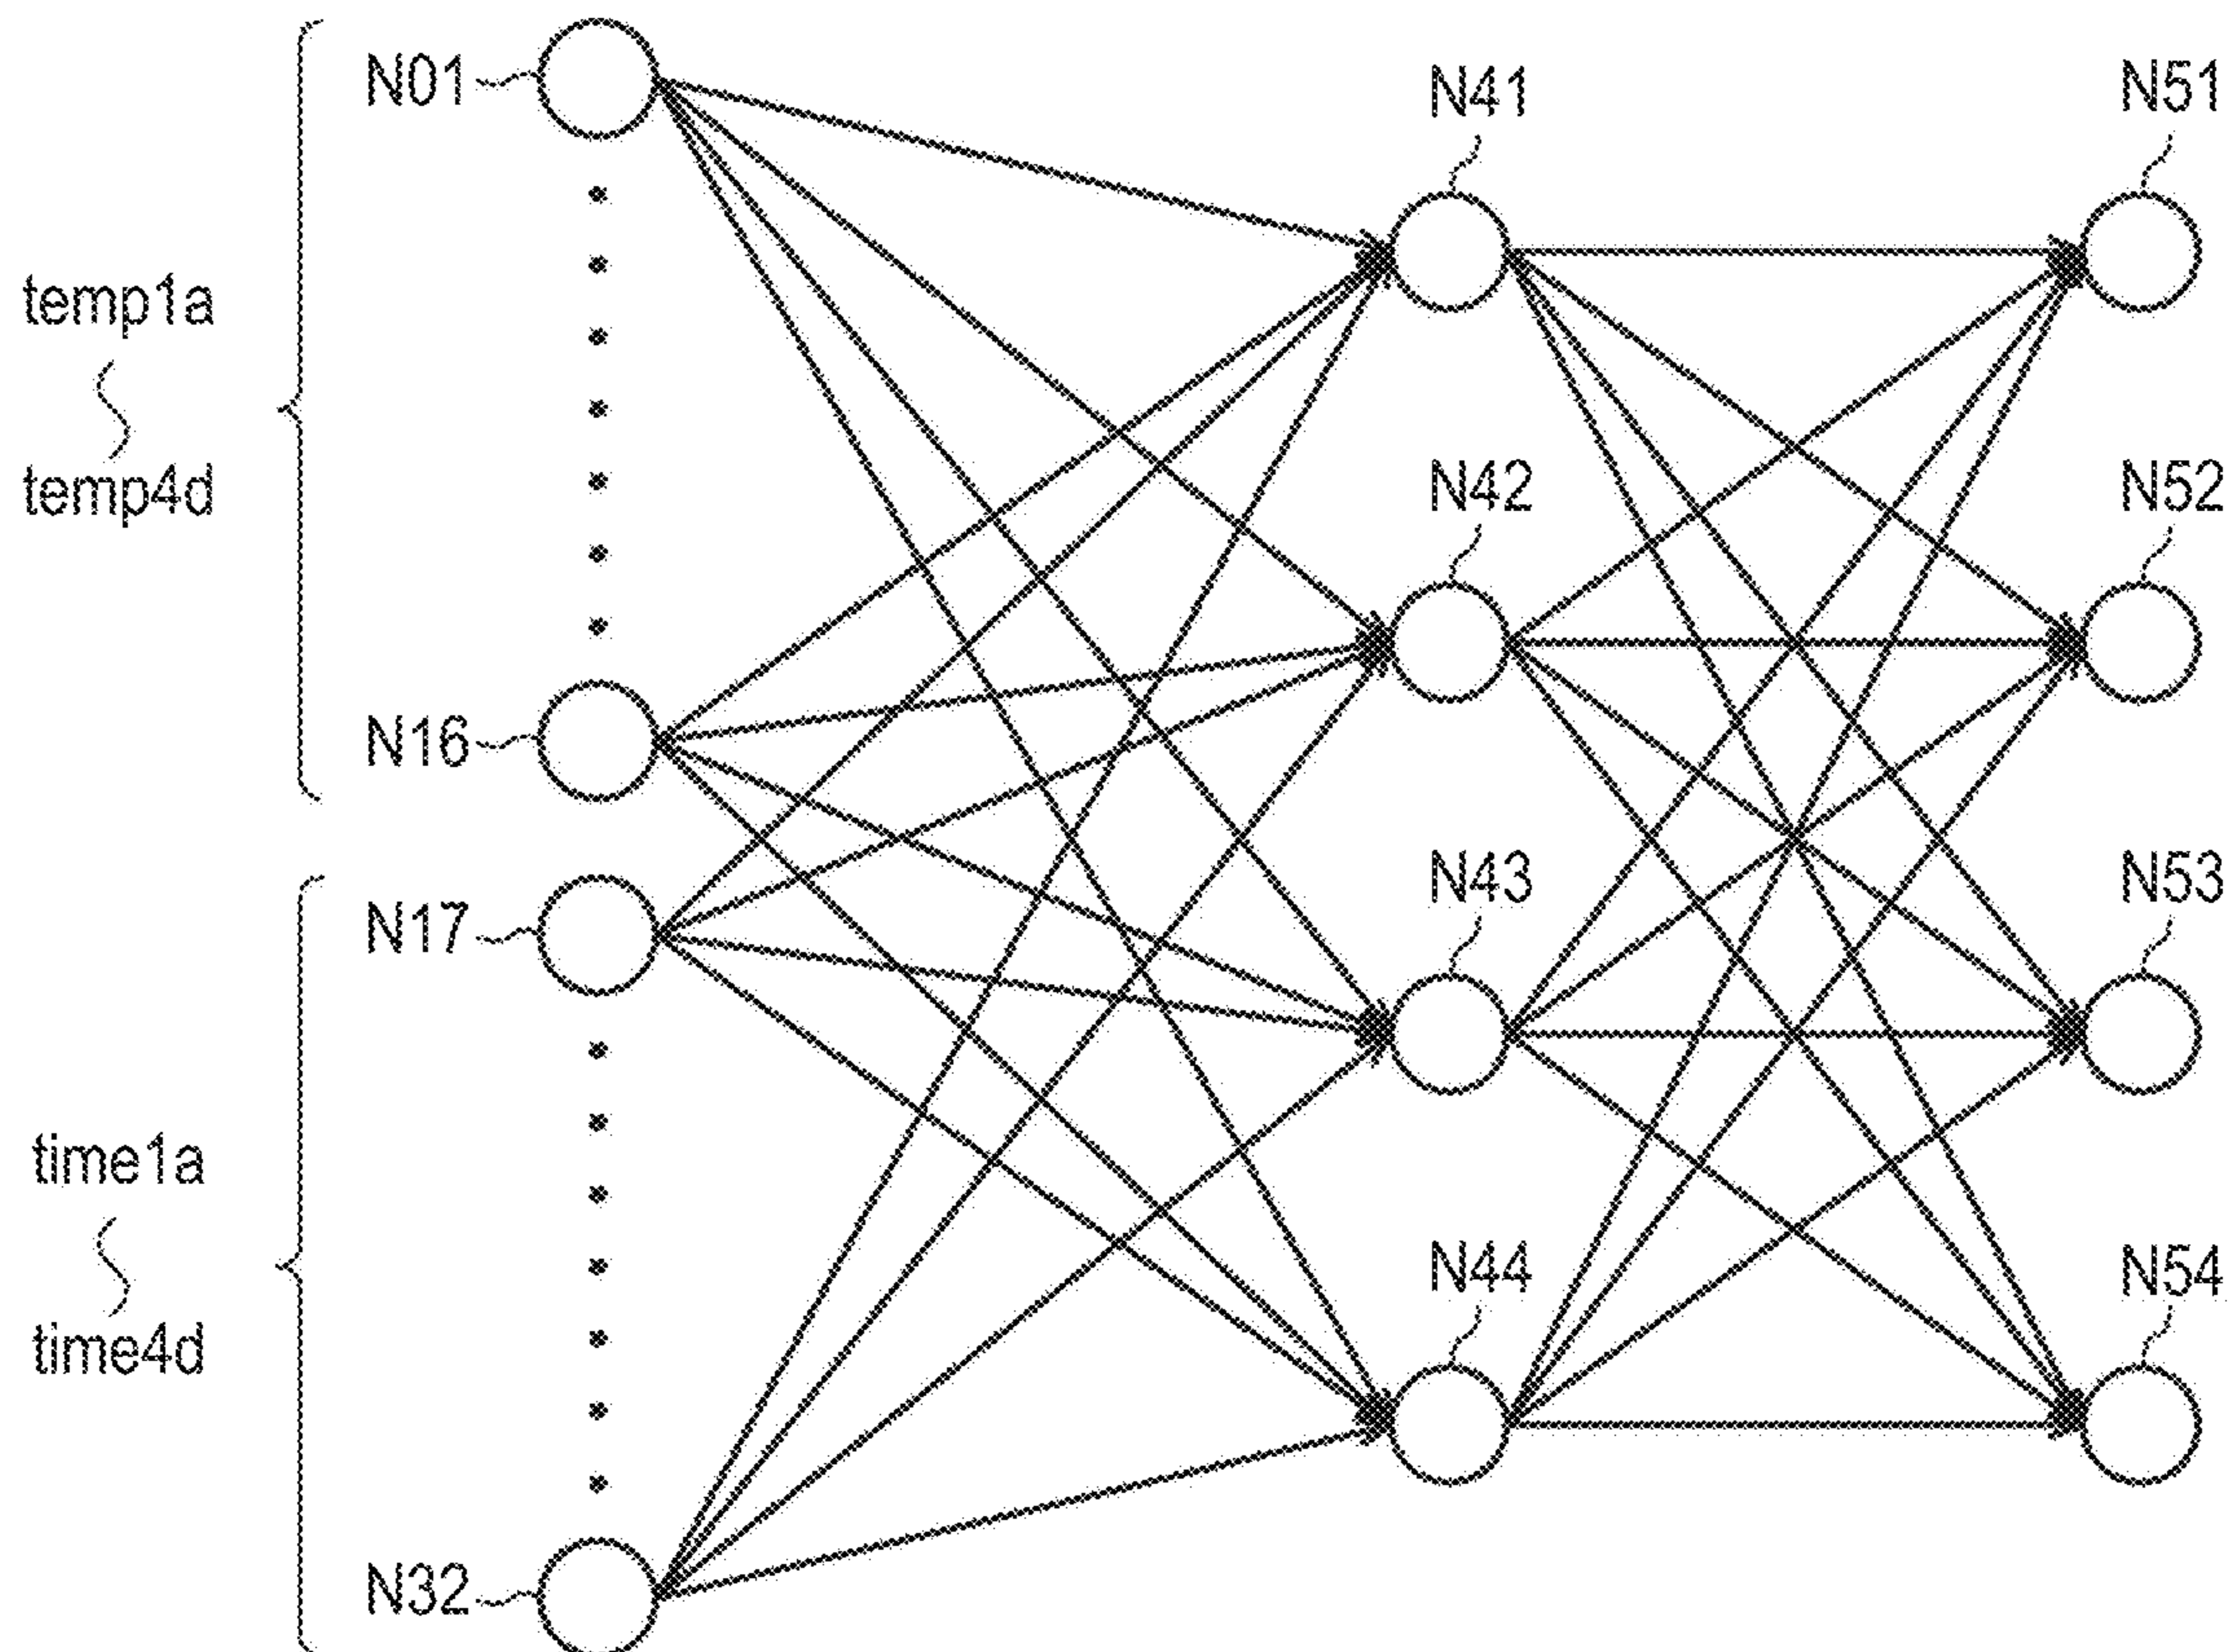 temp1a
temp4d
time1a
time4d
N01
N16
N17
N32
N41
N42
N43
N44
N51
N52
N53
N54